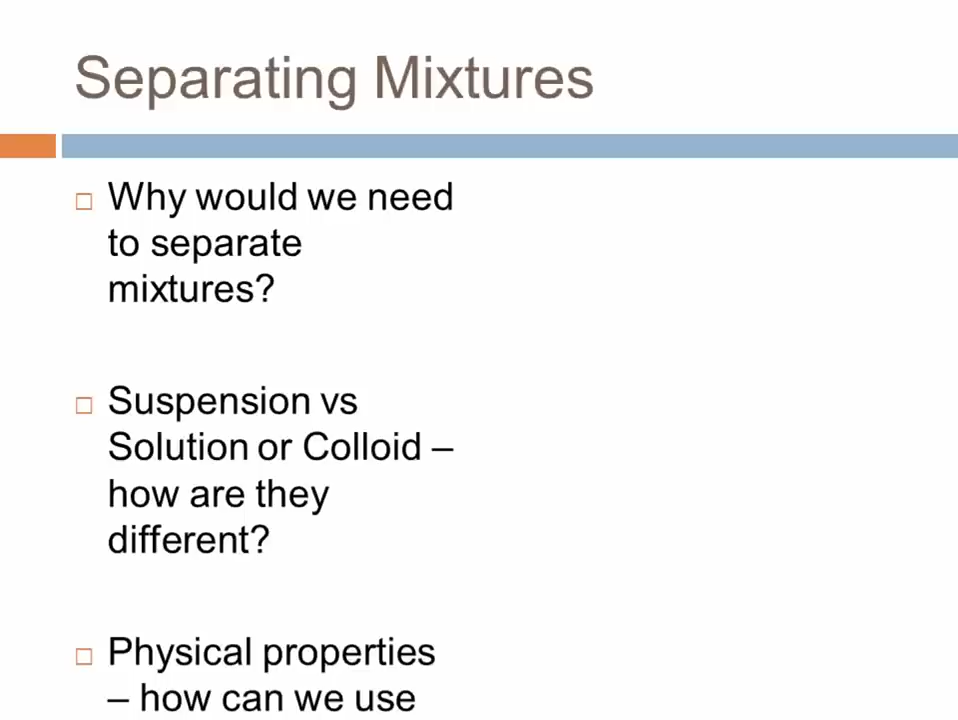 Separating Mixtures
Why would we need
to separate
mixtures?
Suspension vs
Solution or Colloid –
how are they
different?
Physical properties
– how can we use